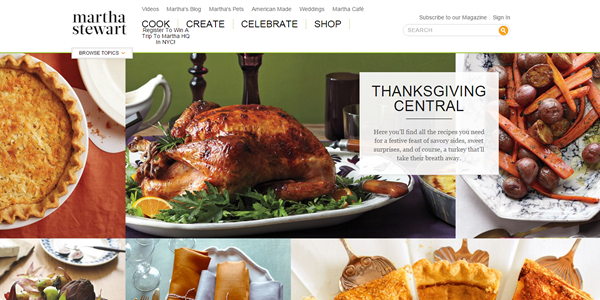 martha
stewart
Videos Martha's Blog Martha's Pets American Made Weddings Martha Café
COOK CREATE CELEBRATE SHOP
Register To Win A
Trip To Martha HQ
In NYC!
Subscribe to our Magazine Sign In
SEARCH
BROWSE TOPICS
THANKSGIVING
CENTRAL
Here you'll find all the recipes you need
for a festive feast of savory sides, sweet
surprises, and of course, a turkey that'll
take their breath away.